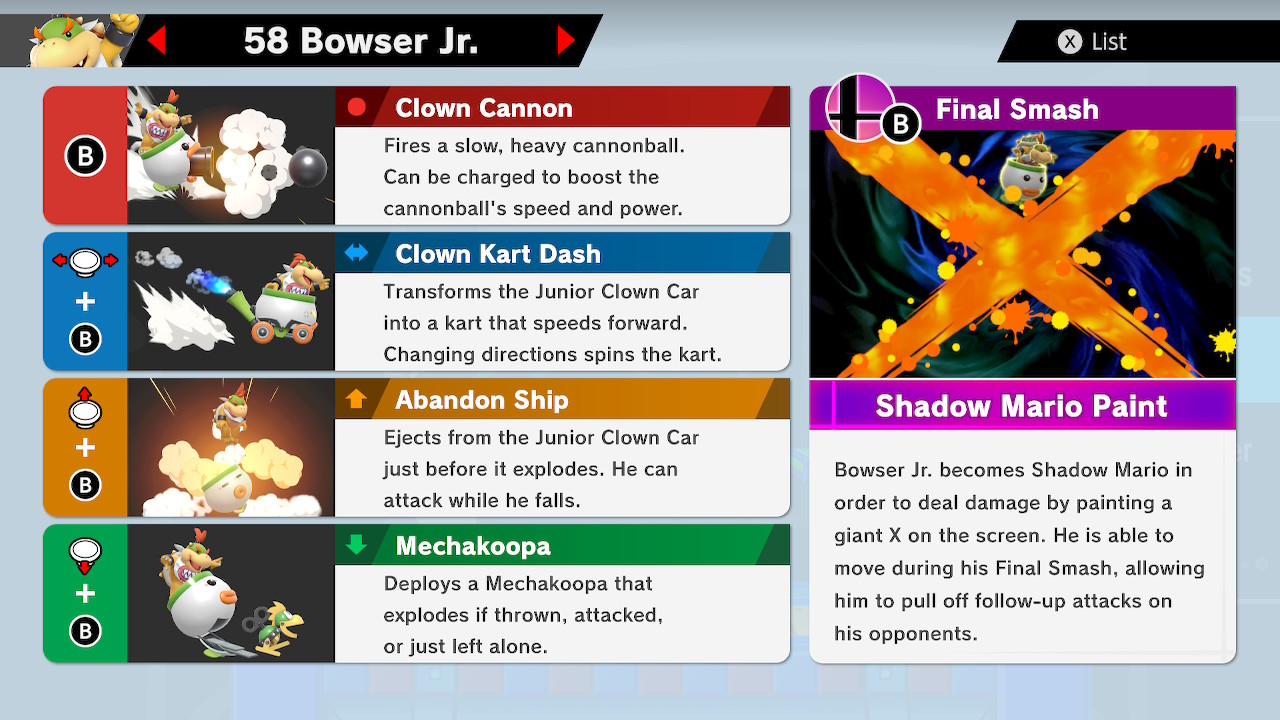 58 Bowser Jr.
X List
B
Clown Cannon
Fires a slow, heavy cannonball.
Can be charged to boost the
cannonball's speed and power.
+
B
Clown Kart Dash
Transforms the Junior Clown Car
into a kart that speeds forward.
Changing directions spins the kart.
+
B
Abandon Ship
Ejects from the Junior Clown Car
just before it explodes. He can
attack while he falls.
+
B
Mechakoopa
Deploys a Mechakoopa that
explodes if thrown, attacked,
or just left alone.
B
Final Smash
Shadow Mario Paint
Bowser Jr. becomes Shadow Mario in
order to deal damage by painting a
giant X on the screen. He is able to
move during his Final Smash, allowing
him to pull off follow-up attacks on
his opponents.